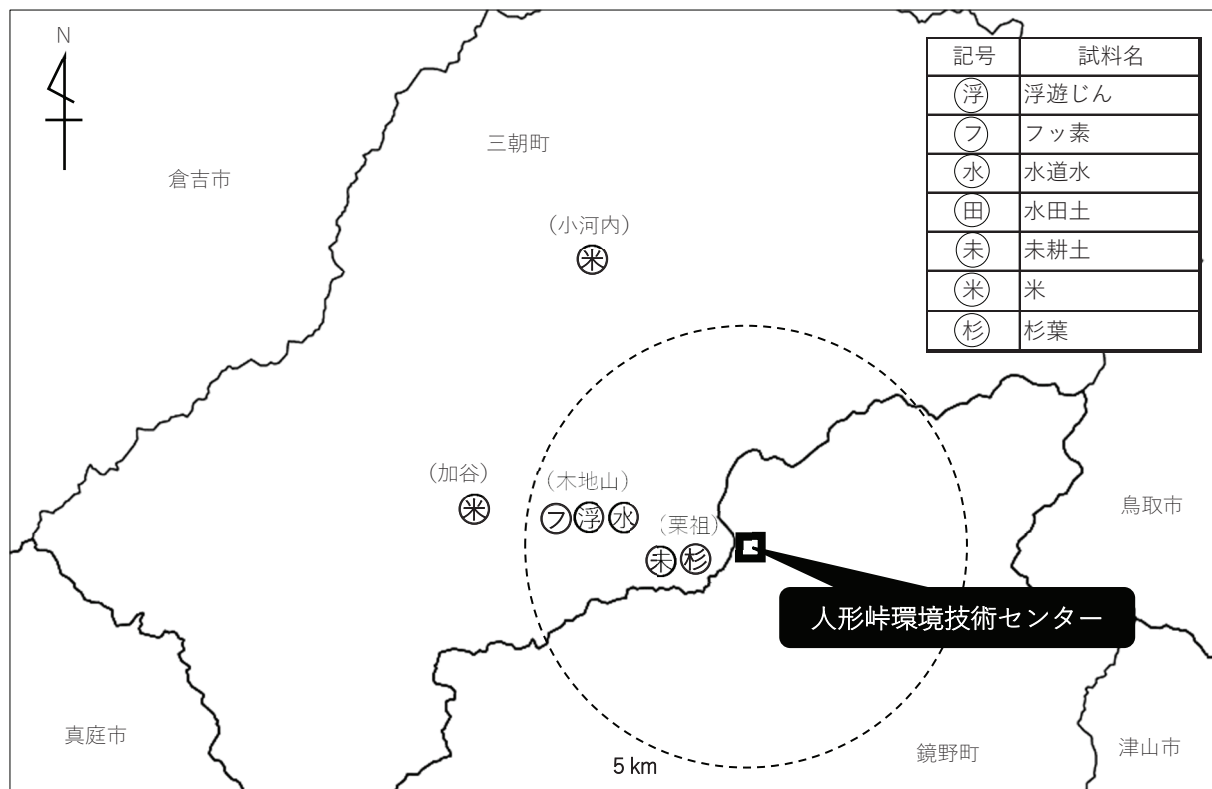 N
記号 試料名
浮 浮遊じん
フ フッ素
水 水道水
田 水田土
未 未耕土
米 米
杉 杉葉
三朝町
倉吉市
(小河内)
米
(加谷)
米
(木地山)
フ 浮 水
(栗祖)
未 杉
鳥取市
人形峠環境技術センター
真庭市
5 km
鏡野町
津山市